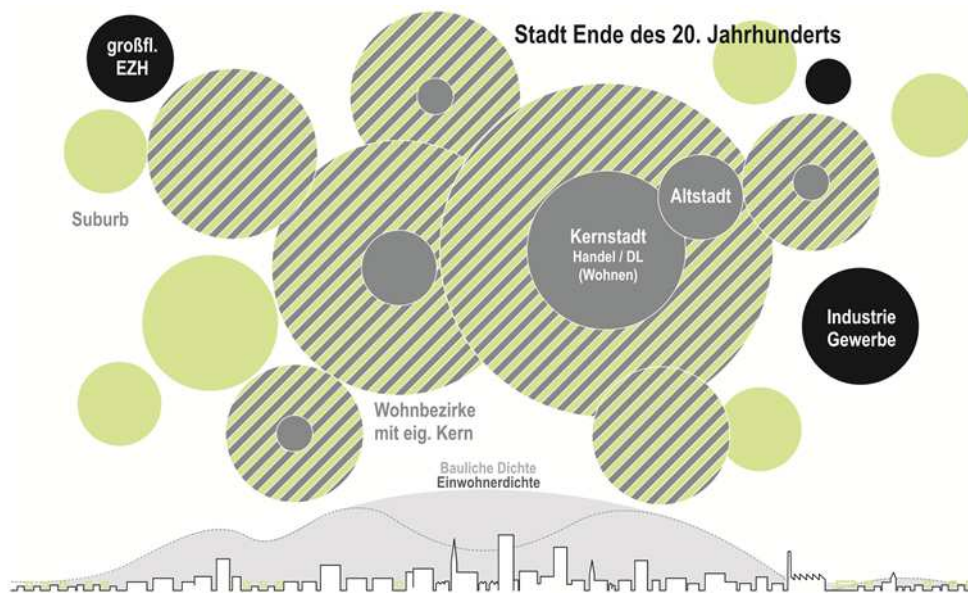 Stadt Ende des 20. Jahrhunderts
großfl.
EZH
Suburb
Altstadt
Kernstadt
Handel / DL
(Wohnen)
Industrie
Gewerbe
Wohnbezirke
mit eig. Kern
Bauliche Dichte
Einwohnerdichte